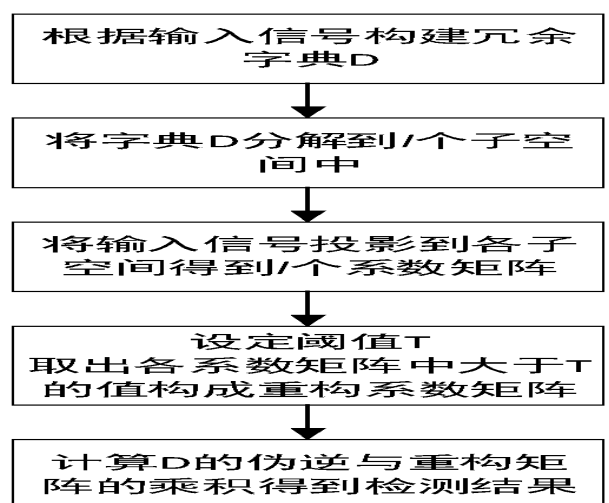 根据输入信号构建冗余
字典D
将字典D分解到l个子空
间中
将输入信号投影到各子
空间得到l个系数矩阵
设定阈值T
取出各系数矩阵中大于T
的值构成重构系数矩阵
计算D的伪逆与重构矩
阵的乘积得到检测结果